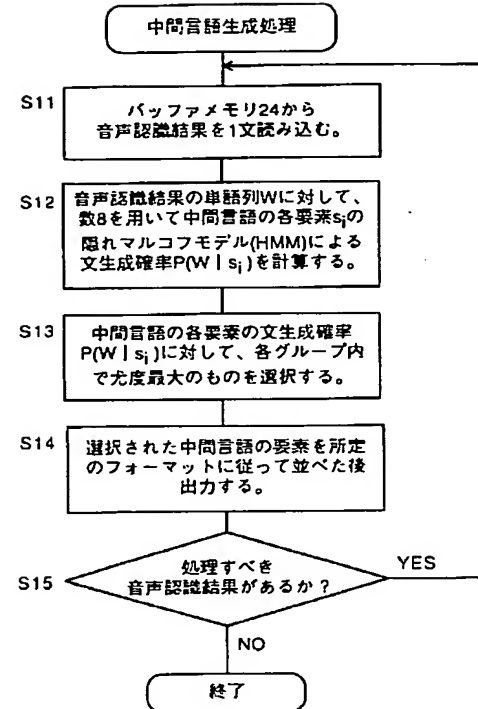 中間言語生成処理
S11
バッファメモリ24から
音声認識結果を1文読み込む。
S12
音声認識結果の単語列Wに対して、
数8を用いて中間言語の各要素siの
隠れマルコフモデル(HMM)による
文生成確率P(W|si)を計算する。
S13
中間言語の各要素の文生成確率
P(W|si)に対して、各グループ内
で尤度最大のものを選択する。
S14
選択された中間言語の要素を所定
のフォーマットに従って並べた後
出力する。
S15
処理すべき
音声認識結果があるか?
YES
NO
終了